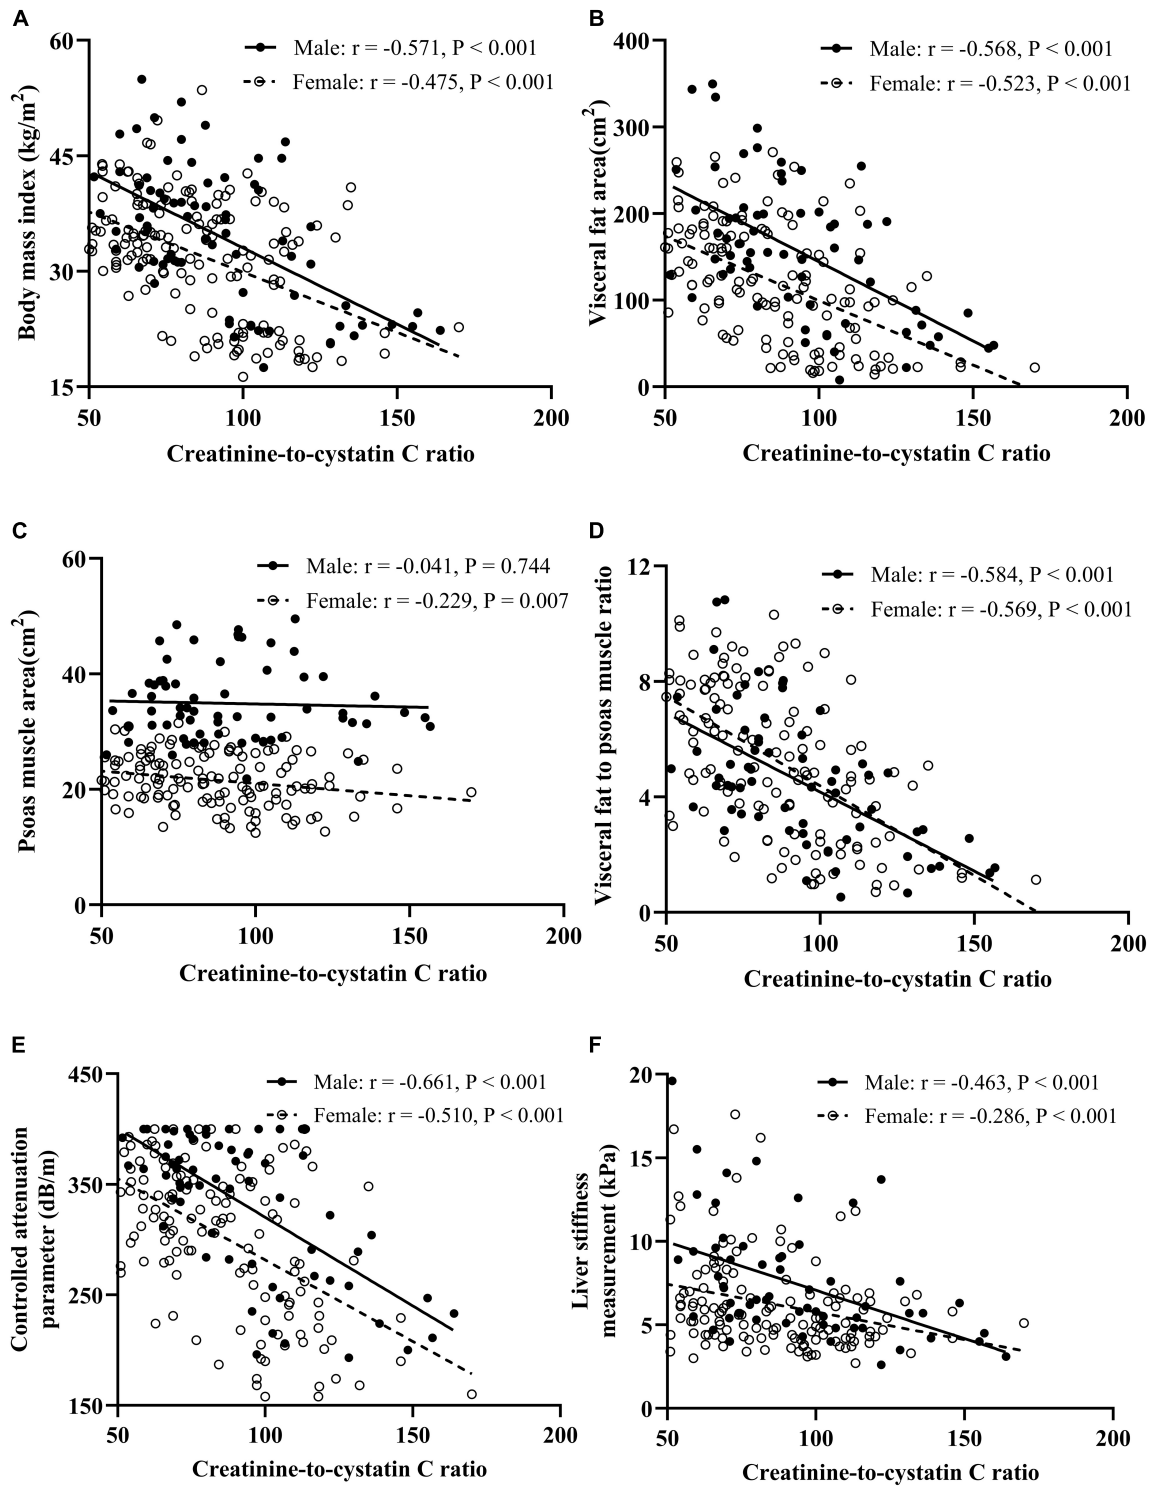 A
Male: r = -0.571, P < 0.001
Female: r = -0.475, P < 0.001
Body mass index (kg/m2)
60
45
30
15
50 100 150 200
Creatinine-to-cystatin C ratio
B
Male: r = -0.568, P < 0.001
Female: r = -0.523, P < 0.001
Visceral fat area(cm2)
400
300
200
100
0
50 100 150 200
Creatinine-to-cystatin C ratio
C
Male: r = -0.041, P = 0.744
Female: r = -0.229, P = 0.007
Psoas muscle area(cm2)
60
40
20
0
50 100 150 200
Creatinine-to-cystatin C ratio
D
Male: r = -0.584, P < 0.001
Female: r = -0.569, P < 0.001
Visceral fat to psoas muscle ratio
12
8
4
0
50 100 150 200
Creatinine-to-cystatin C ratio
E
Male: r = -0.661, P < 0.001
Female: r = -0.510, P < 0.001
Controlled attenuation
parameter (dB/m)
450
350
250
150
50 100 150 200
Creatinine-to-cystatin C ratio
F
Male: r = -0.463, P < 0.001
Female: r = -0.286, P < 0.001
Liver stiffness
measurement (kPa)
20
15
10
5
0
50 100 150 200
Creatinine-to-cystatin C ratio